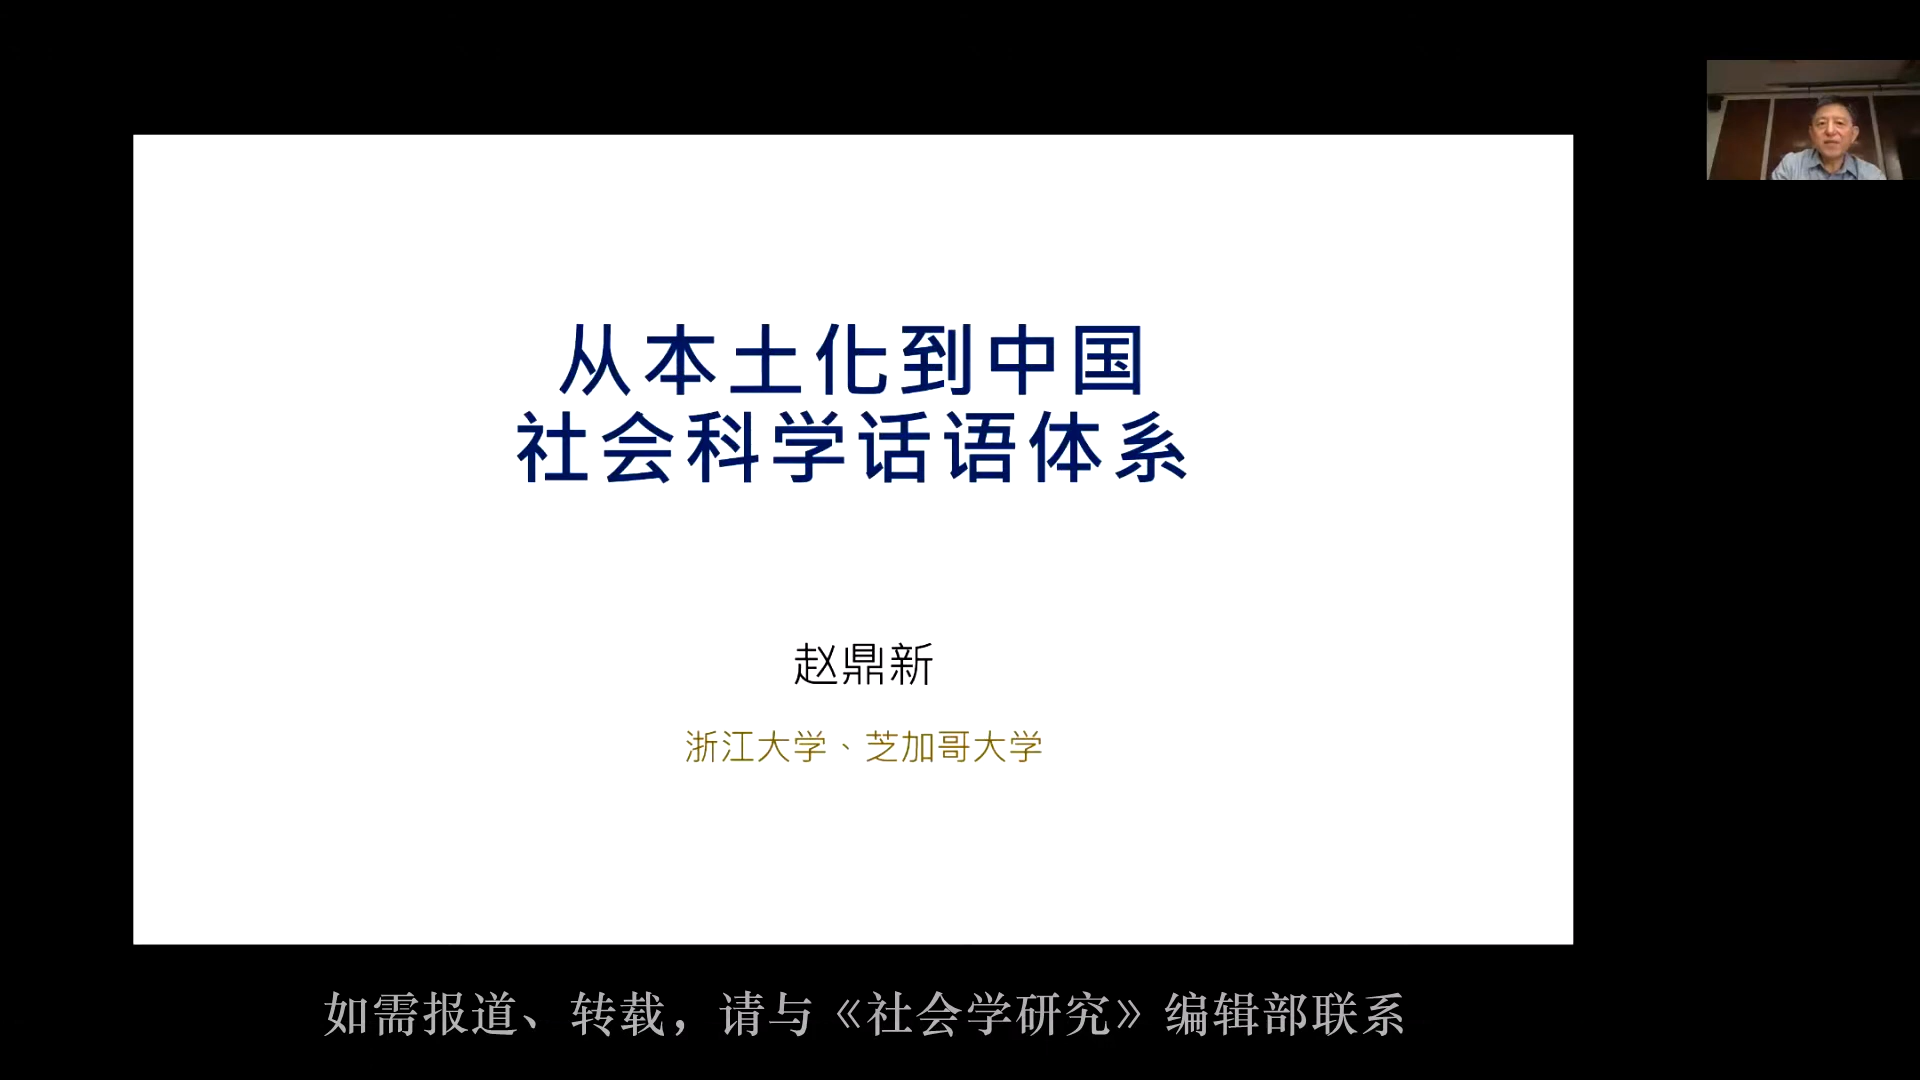 从本土化到中国
社会科学话语体系
赵鼎新
浙江大学、芝加哥大学
如需报道、转载，请与《社会学研究》编辑部联系